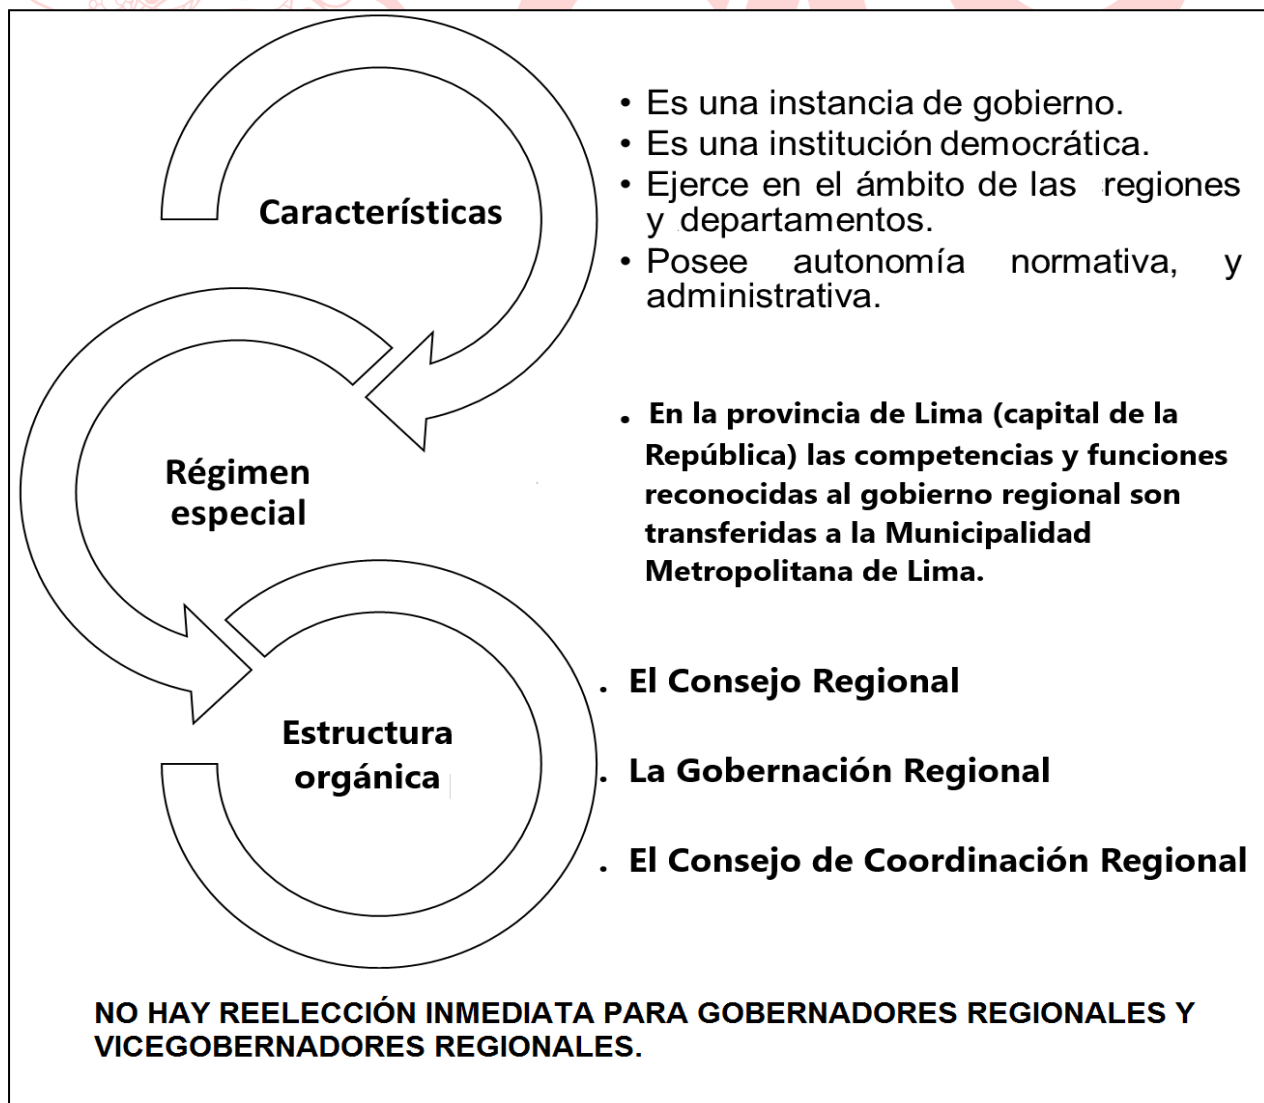 Características
• Es una instancia de gobierno.
• Es una institución democrática.
• Ejerce en el ámbito de las regiones
y departamentos.
• Posee autonomía normativa, y
administrativa.
Régimen
especial
. En la provincia de Lima (capital de la
República) las competencias y funciones
reconocidas al gobierno regional son
transferidas a la Municipalidad
Metropolitana de Lima.
Estructura
orgánica
. El Consejo Regional
. La Gobernación Regional
. El Consejo de Coordinación Regional
NO HAY REELECCIÓN INMEDIATA PARA GOBERNADORES REGIONALES Y
VICEGOBERNADORES REGIONALES.